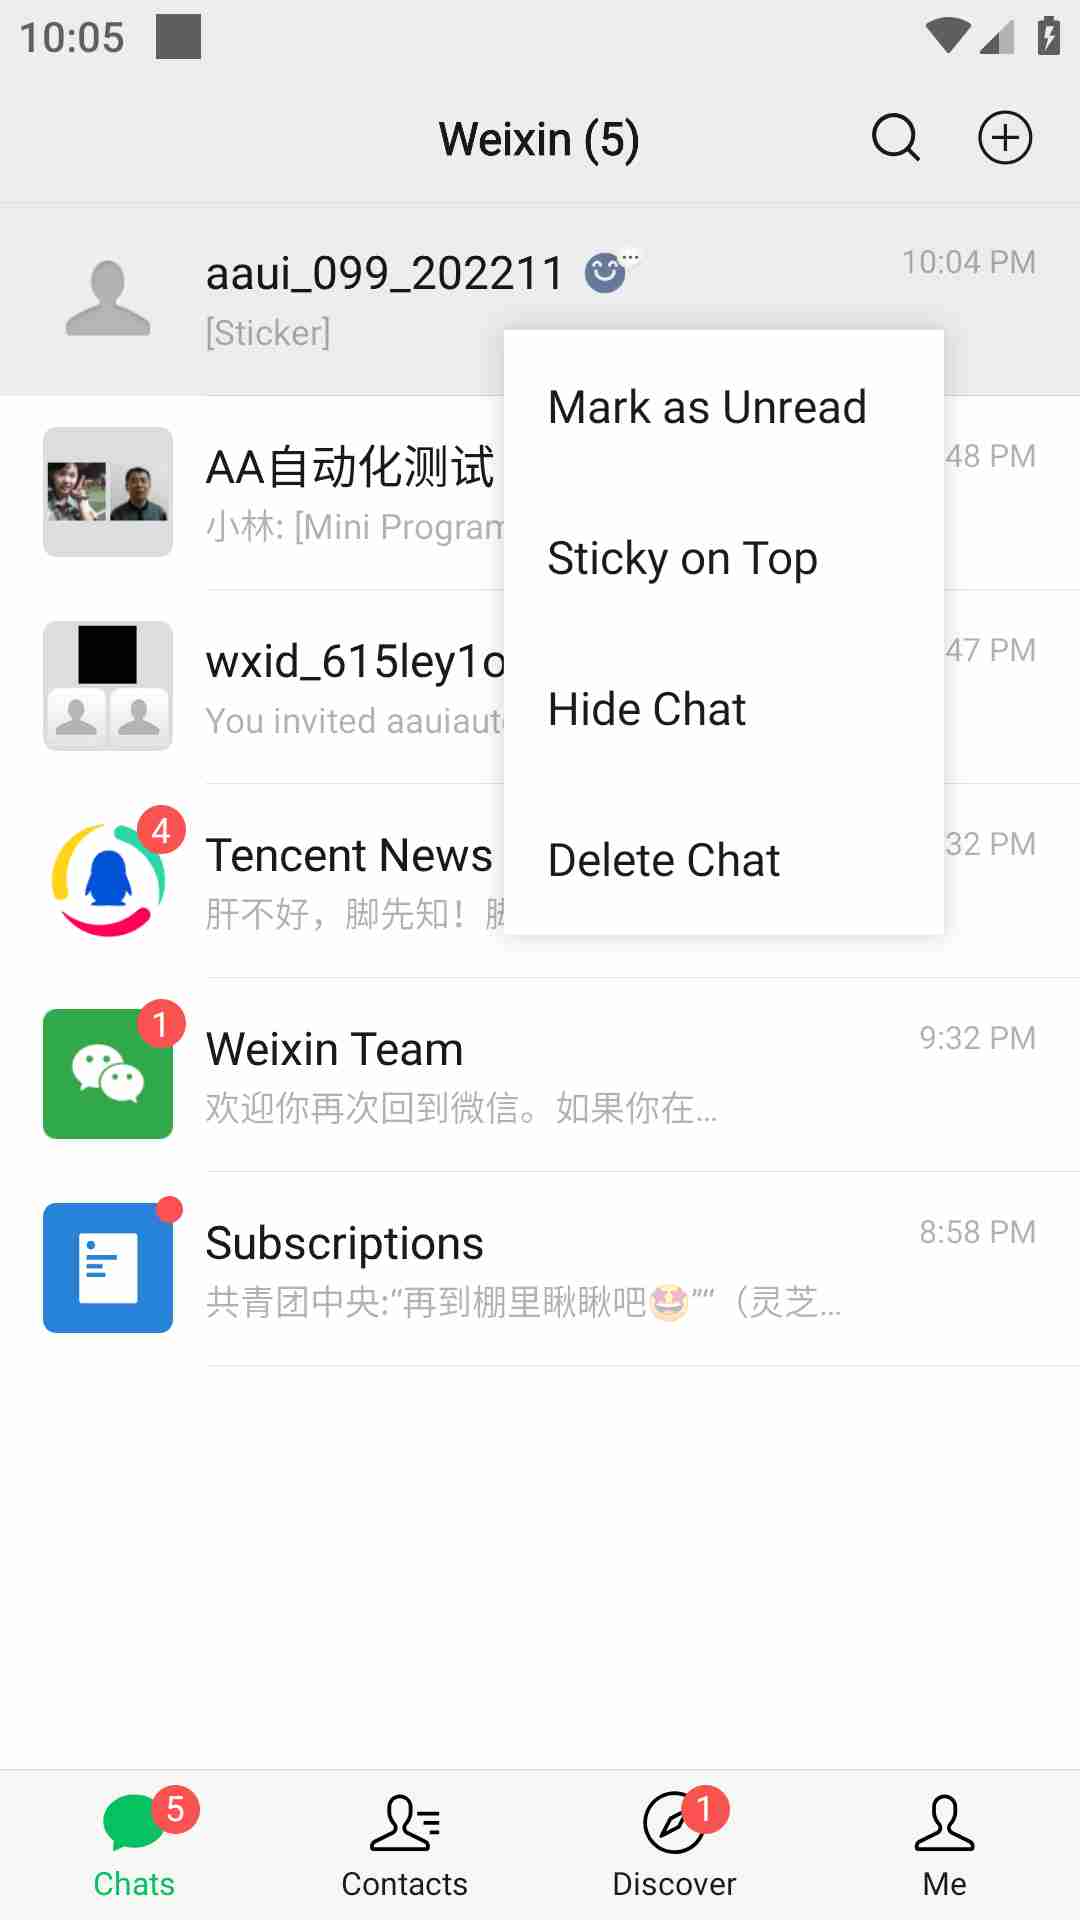 10:05
Weixin (5)
aaui_099_202211
10:04 PM
[Sticker]
Mark as Unread
Sticky on Top
Hide Chat
Delete Chat
AA自动化测试
48 PM
小林: [Mini Program
wxid_615ley1o
47 PM
You invited aauiaut
4
Tencent News
32 PM
肝不好，脚先知！
1
Weixin Team
9:32 PM
欢迎你再次回到微信。如果你在...
Subscriptions
8:58 PM
共青团中央:“再到棚里瞅瞅吧🤩”“（灵芝...
5
1
Chats
Contacts
Discover
Me